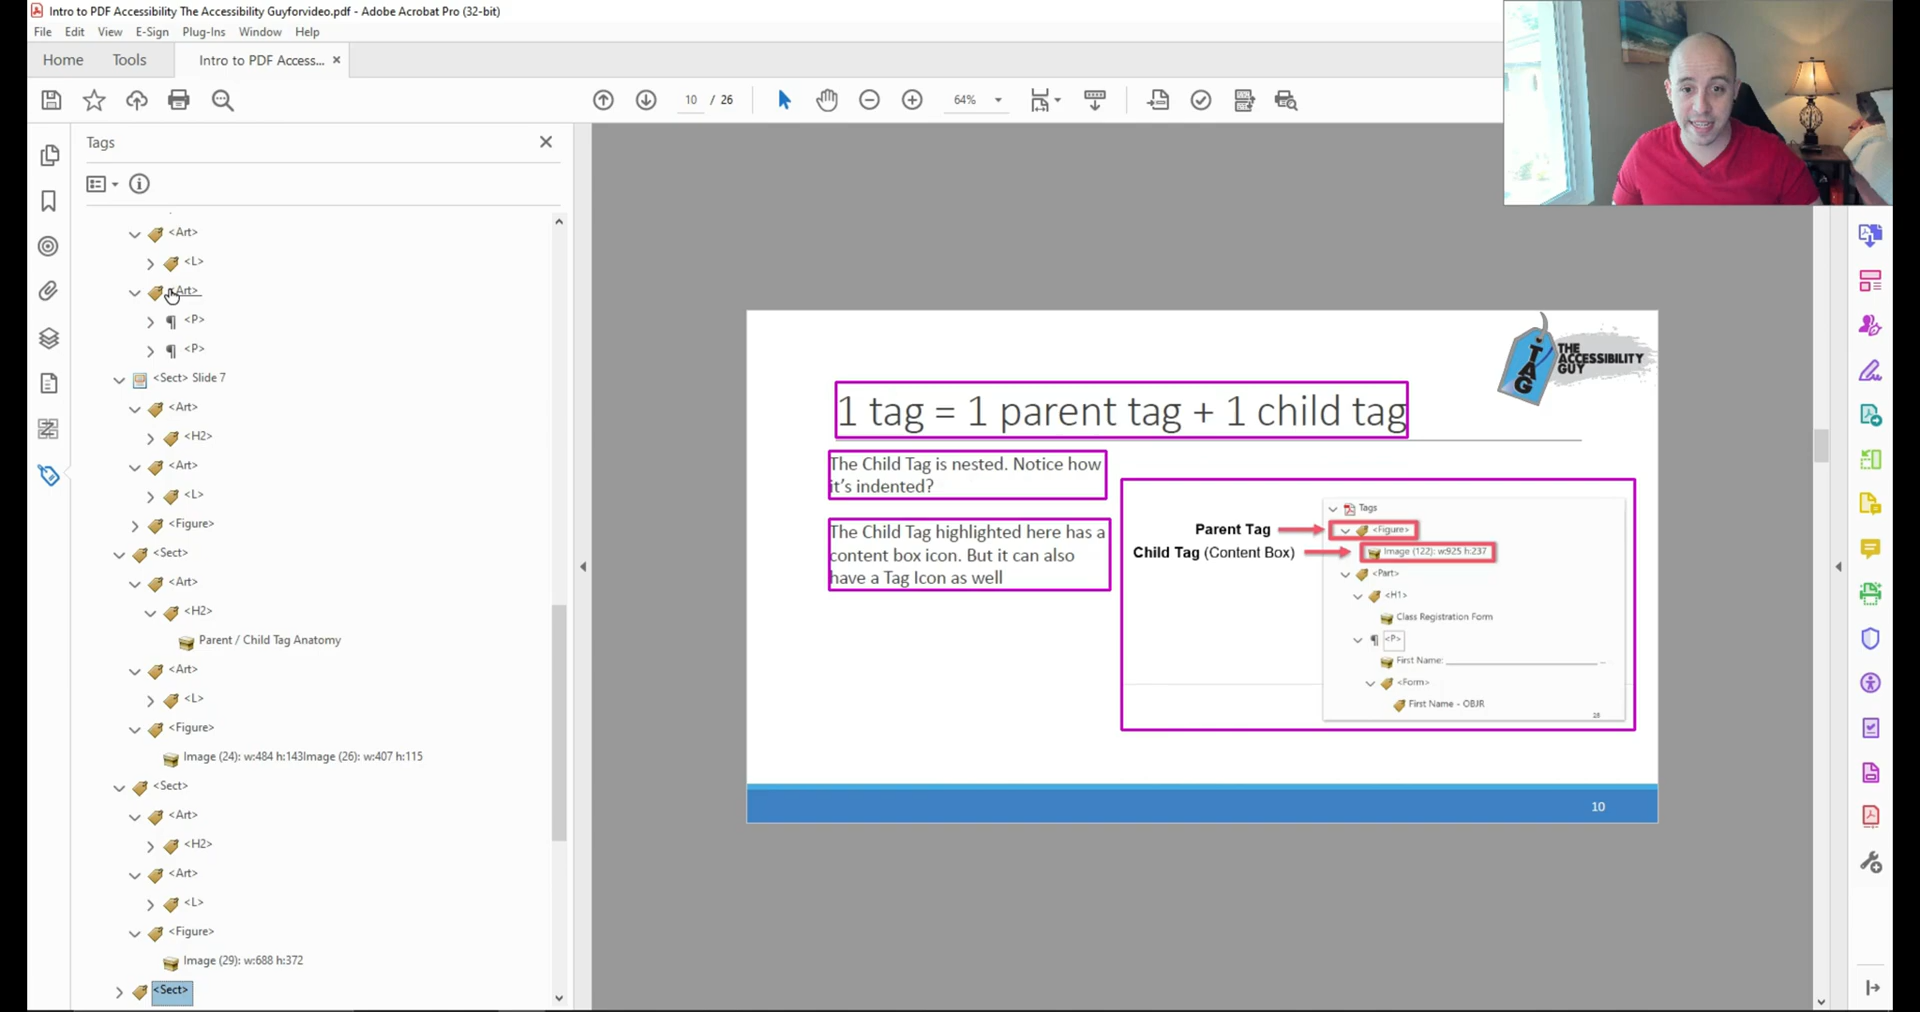 Intro to PDF Accessibility The Accessibility Guyforvideo.pdf - Adobe Acrobat Pro (32-bit)
File Edit View E-Sign Plug-Ins Window Help
Home Tools Intro to PDF Access... ×
10 / 26 64%
Tags
<Art>
<L>
<Art>
<P>
<P>
<Sect> Slide 7
<Art>
<H2>
<Art>
<L>
<Figure>
<Sect>
<Art>
<H2>
Parent / Child Tag Anatomy
<Art>
<L>
<Figure>
Image (24): w:484 h:143Image (26): w:407 h:115
<Sect>
<Art>
<H2>
<Art>
<L>
<Figure>
Image (29): w:688 h:372
<Sect>
TAG
THE
ACCESSIBILITY
GUY
1 tag = 1 parent tag + 1 child tag
The Child Tag is nested. Notice how
it's indented?
The Child Tag highlighted here has a
content box icon. But it can also
have a Tag Icon as well
Parent Tag
Child Tag (Content Box)
Tags
<Figure>
Image (122): w:925 h:237
<Part>
<H1>
Class Registration Form
<P>
First Name: ____________________
<Form>
First Name - OBJR
28
10